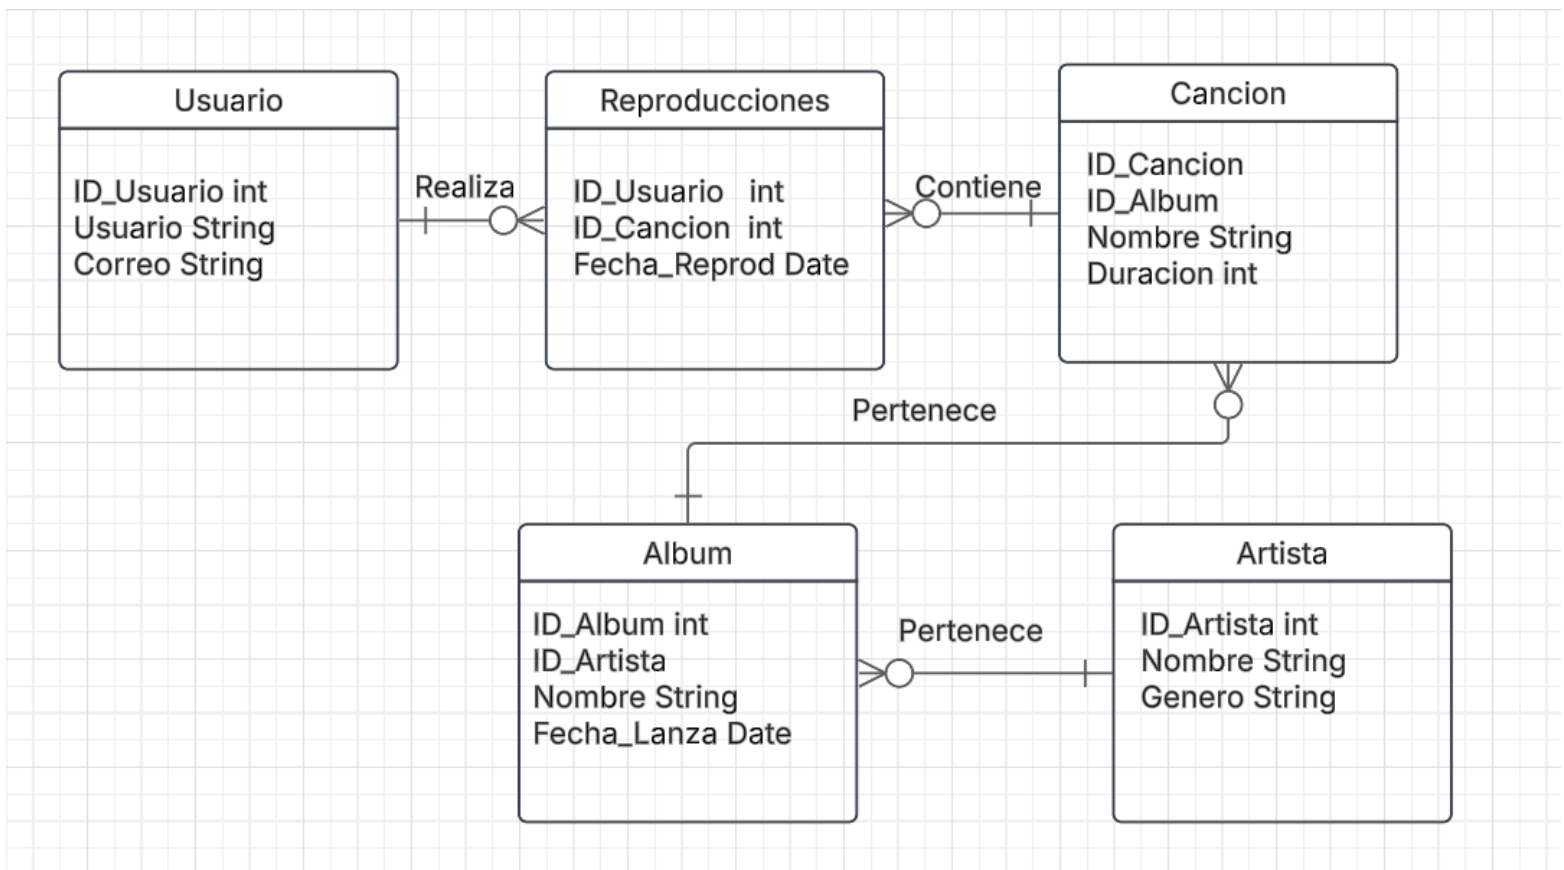 Usuario
ID_Usuario int
Usuario String
Correo String
Realiza
Reproducciones
ID_Usuario int
ID_Cancion int
Fecha_Reprod Date
Contiene
Cancion
ID_Cancion
ID_Album
Nombre String
Duracion int
Pertenece
Album
ID_Album int
ID_Artista
Nombre String
Fecha_Lanza Date
Pertenece
Artista
ID_Artista int
Nombre String
Genero String